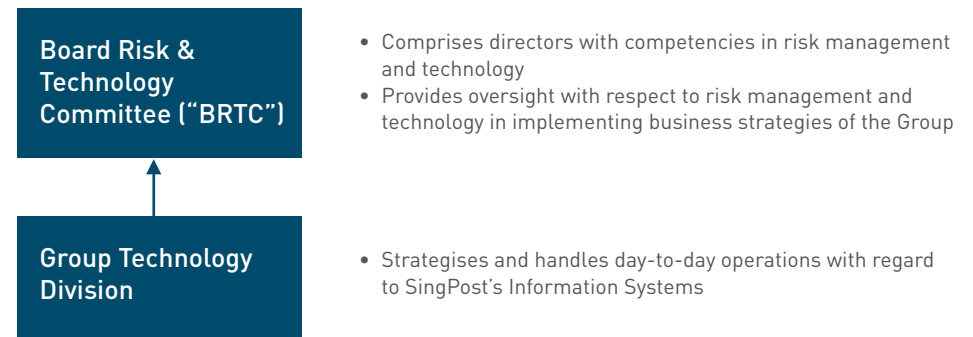 Board Risk &
Technology
Committee (“BRTC”)
• Comprises directors with competencies in risk management
and technology
• Provides oversight with respect to risk management and
technology in implementing business strategies of the Group
Group Technology
Division
• Strategises and handles day-to-day operations with regard
to SingPost’s Information Systems